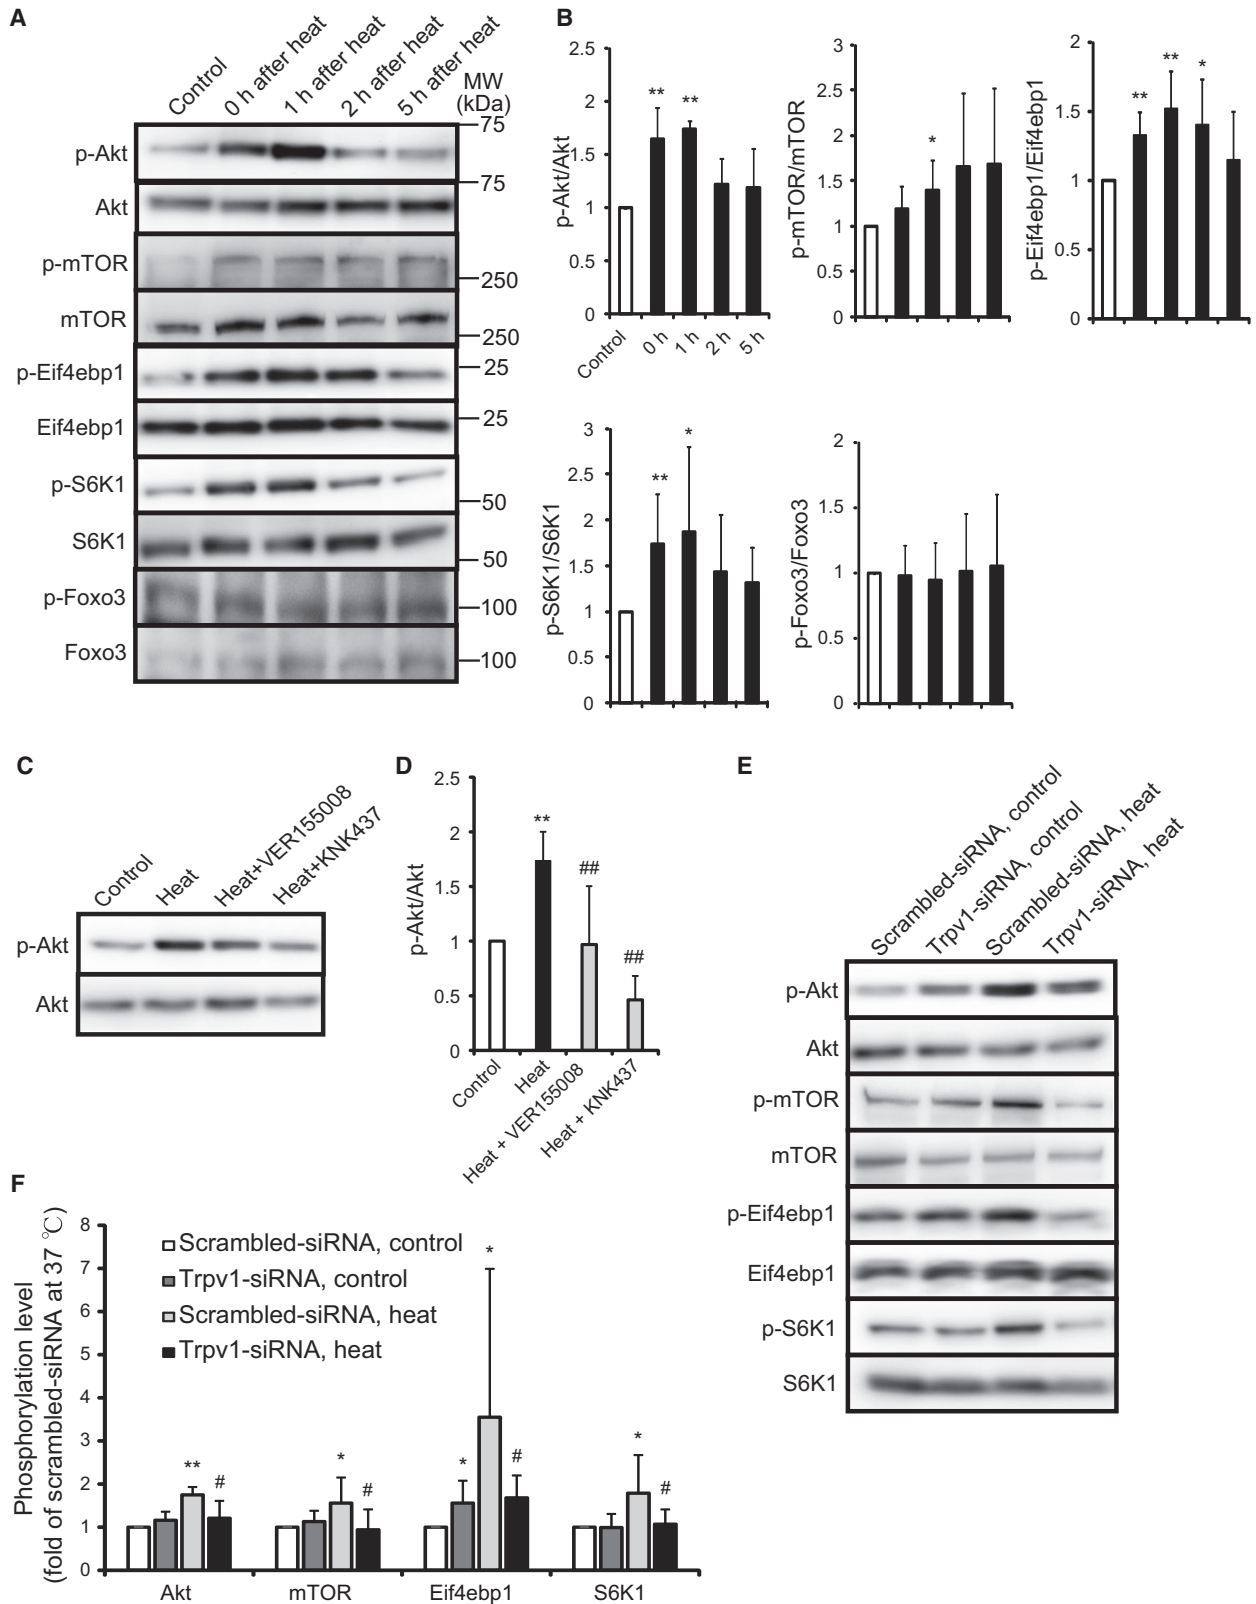 A
Control
0 h after heat
1 h after heat
2 h after heat
5 h after heat
MW
(kDa)
p-Akt
75
Akt
75
p-mTOR
250
mTOR
250
p-Eif4ebp1
25
Eif4ebp1
25
p-S6K1
50
S6K1
50
p-Foxo3
100
Foxo3
100
B
p-Akt/Akt
2.5
2
1.5
1
0.5
0
**
**
Control
0 h
1 h
2 h
5 h
p-mTOR/mTOR
3
2.5
2
1.5
1
0.5
0
*
p-Eif4ebp1/Eif4ebp1
2
1.5
1
0.5
0
**
**
*
p-S6K1/S6K1
3
2.5
2
1.5
1
0.5
0
**
*
p-Foxo3/Foxo3
2
1.5
1
0.5
0
C
Control
Heat
Heat+VER155008
Heat+KNK437
p-Akt
Akt
D
p-Akt/Akt
2.5
2
1.5
1
0.5
0
**
##
##
Control
Heat
Heat + VER155008
Heat + KNK437
E
Scrambled-siRNA, control
Trpv1-siRNA, control
Scrambled-siRNA, heat
Trpv1-siRNA, heat
p-Akt
Akt
p-mTOR
mTOR
p-Eif4ebp1
Eif4ebp1
p-S6K1
S6K1
F
Phosphorylation level
(fold of scrambled-siRNA at 37 ℃)
8
7
6
5
4
3
2
1
0
Scrambled-siRNA, control
Trpv1-siRNA, control
Scrambled-siRNA, heat
Trpv1-siRNA, heat
**
#
*
#
*
*
#
*
#
Akt
mTOR
Eif4ebp1
S6K1